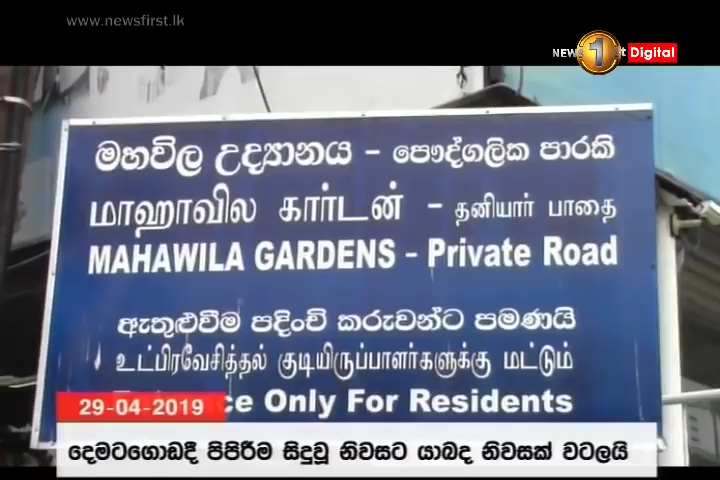 www.newsfirst.lk
NEWS 1st Digital
මහවිල උද්‍යානය - පෞද්ගලික පාරකි
மாஹாவில கார்டன் - தனியார் பாதை
MAHAWILA GARDENS - Private Road
ඇතුළුවීම පදිංචි කරුවන්ට පමණයි
உட்பிரவேசித்தல் குடியிருப்பாளர்களுக்கு மட்டும்
Only For Residents
29-04-2019
දෙමටගොඩදී පිපිරීම සිදුවූ නිවසට යාබද නිවසක් වටලයි